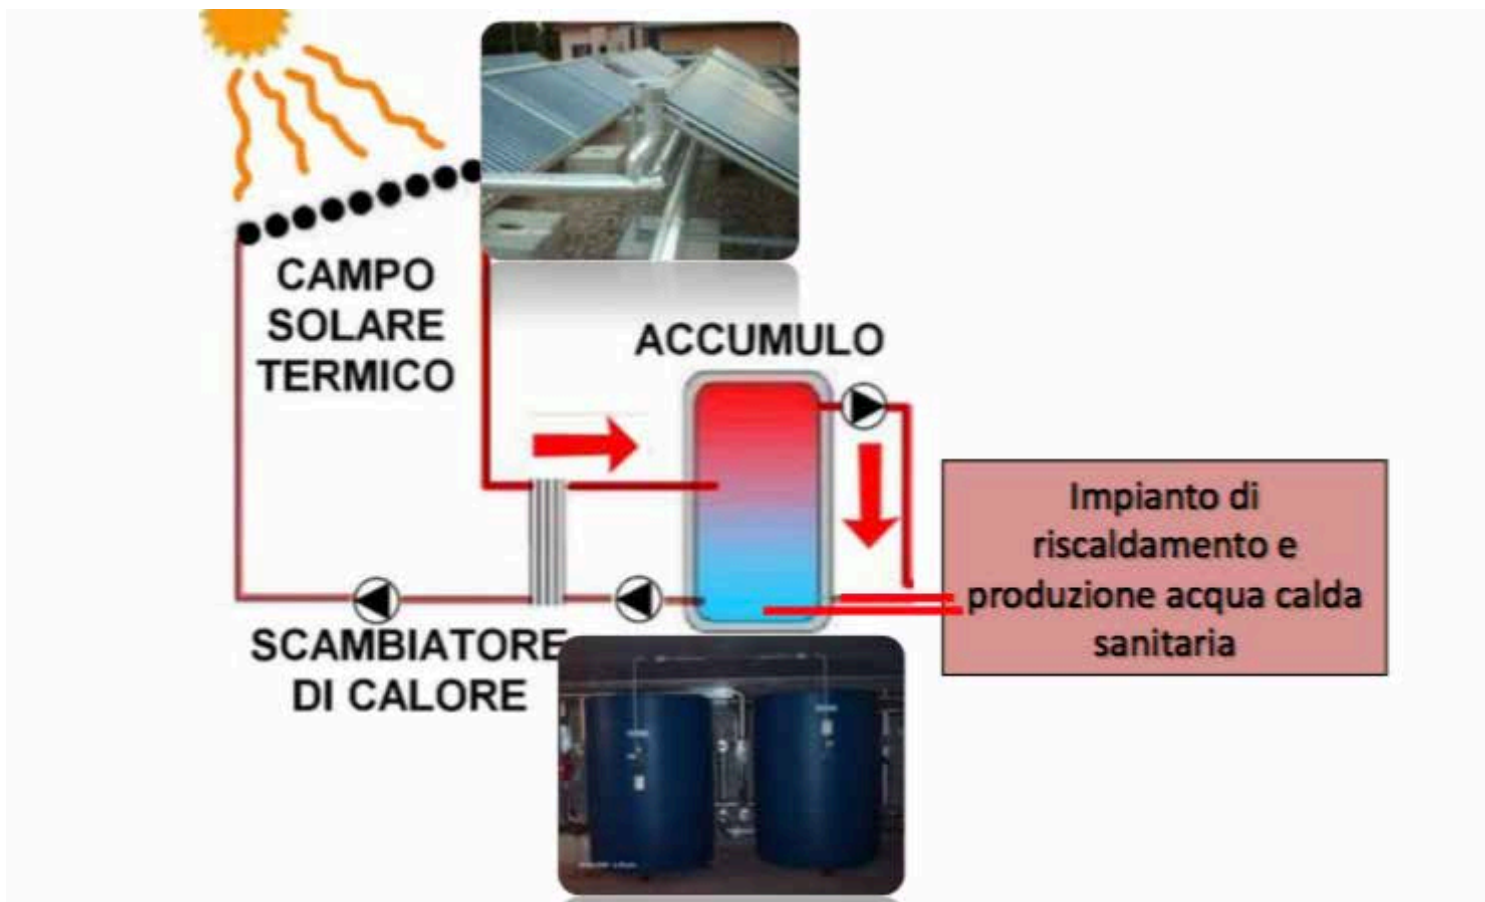 CAMPO
SOLARE
TERMICO
ACCUMULO
Impianto di
riscaldamento e
produzione acqua calda
sanitaria
SCAMBIATORE
DI CALORE